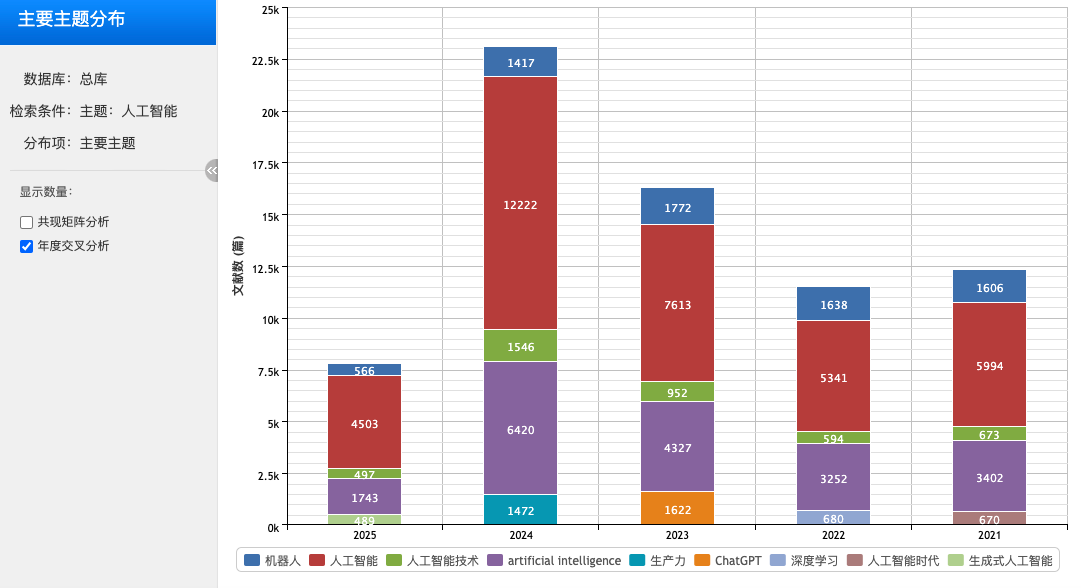 主要主题分布
数据库：总库
检索条件：主题：人工智能
分布项：主要主题
显示数量：
共现矩阵分析
年度交叉分析
文献数 (篇)
25k
22.5k
20k
17.5k
15k
12.5k
10k
7.5k
5k
2.5k
0k
566
4503
497
1743
489
1417
12222
1546
6420
1472
1772
7613
952
4327
1622
1638
5341
594
3252
680
1606
5994
673
3402
670
2025 2024 2023 2022 2021
机器人 人工智能 人工智能技术 artificial intelligence 生产力 ChatGPT 深度学习 人工智能时代 生成式人工智能